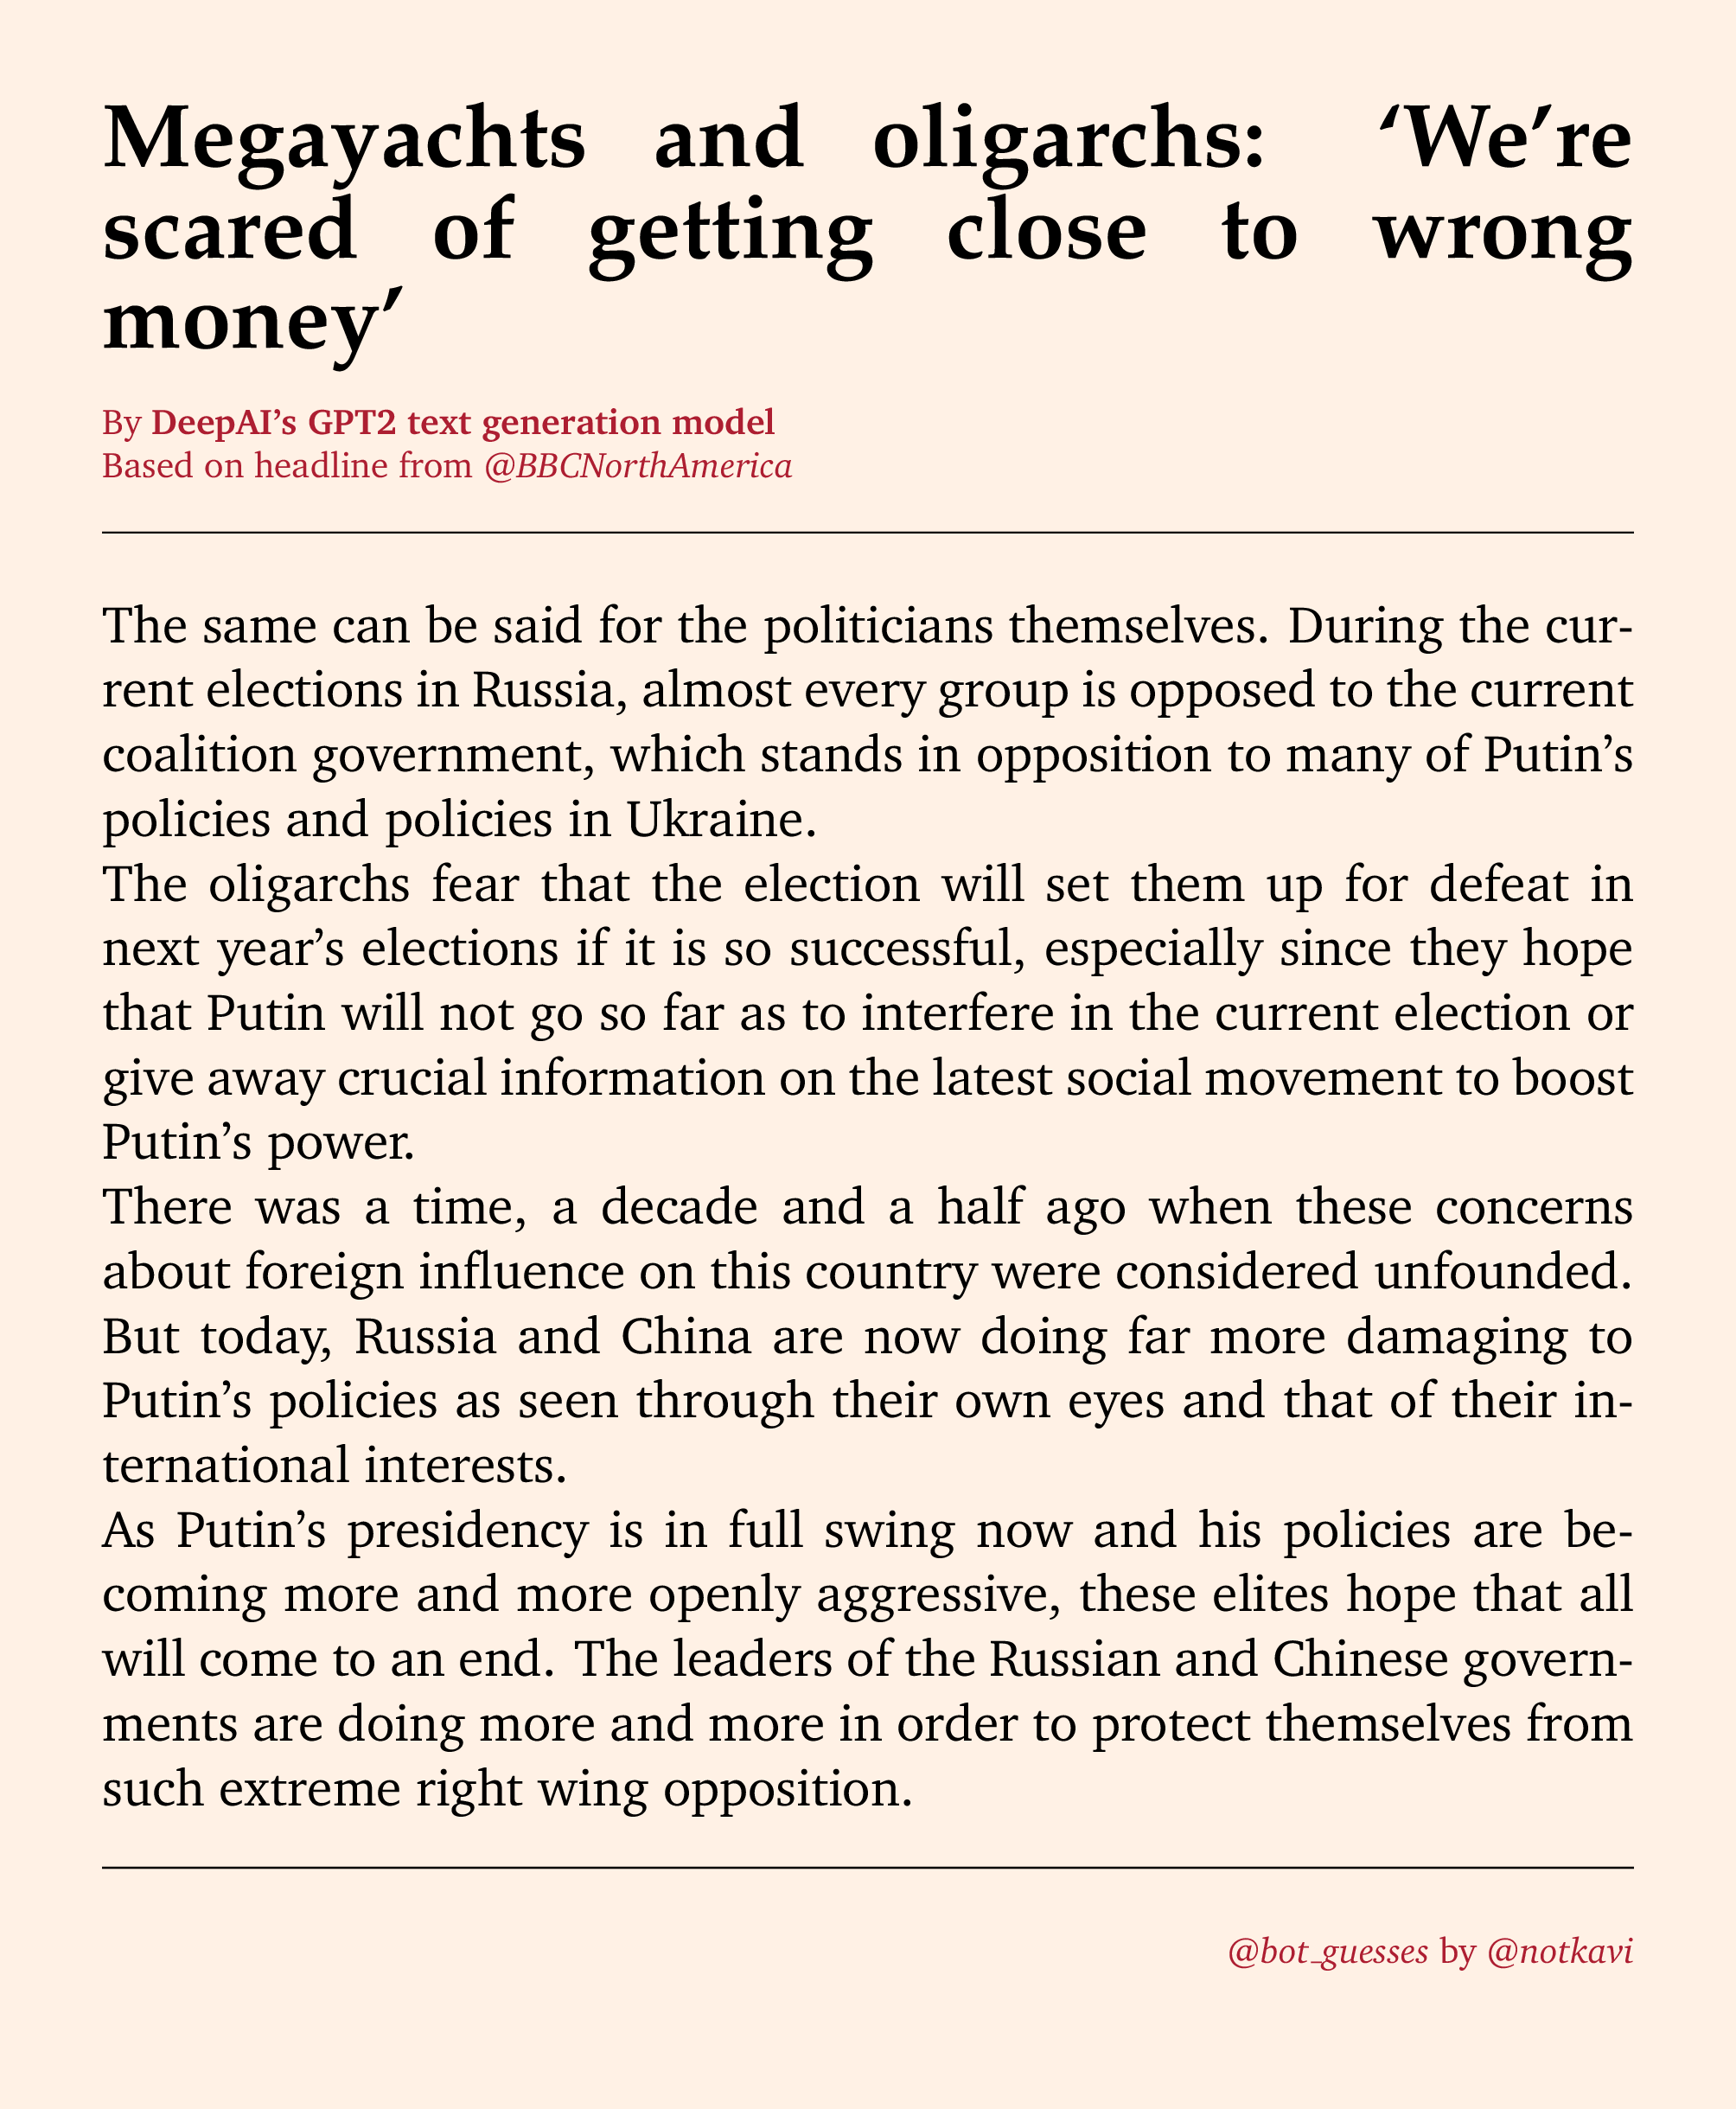 Megayachts and oligarchs: ‘We’re
scared of getting close to wrong
money’
By DeepAI’s GPT2 text generation model
Based on headline from @BBCNorthAmerica
The same can be said for the politicians themselves. During the cur-
rent elections in Russia, almost every group is opposed to the current
coalition government, which stands in opposition to many of Putin’s
policies and policies in Ukraine.
The oligarchs fear that the election will set them up for defeat in
next year’s elections if it is so successful, especially since they hope
that Putin will not go so far as to interfere in the current election or
give away crucial information on the latest social movement to boost
Putin’s power.
There was a time, a decade and a half ago when these concerns
about foreign influence on this country were considered unfounded.
But today, Russia and China are now doing far more damaging to
Putin’s policies as seen through their own eyes and that of their in-
ternational interests.
As Putin’s presidency is in full swing now and his policies are be-
coming more and more openly aggressive, these elites hope that all
will come to an end. The leaders of the Russian and Chinese govern-
ments are doing more and more in order to protect themselves from
such extreme right wing opposition.
@bot_guesses by @notkavi